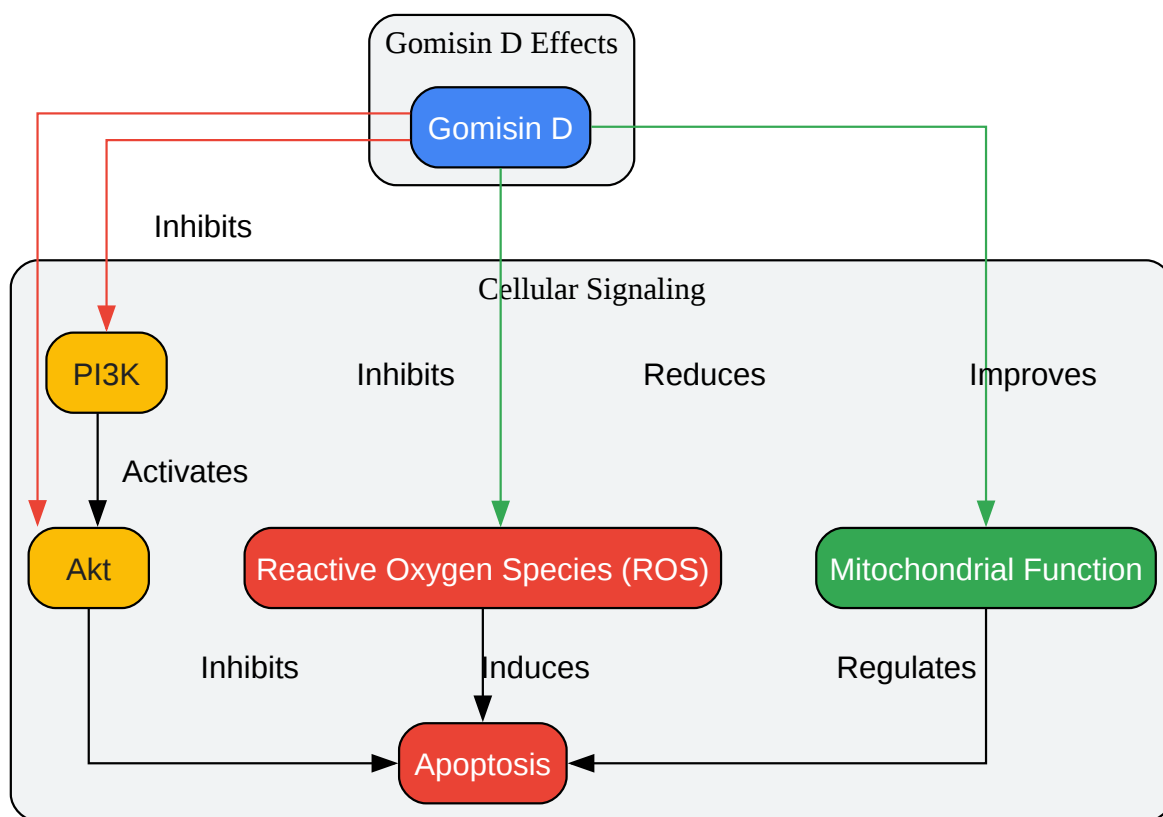 Gomisin D Effects
Gomisin D
Inhibits
Cellular Signaling
PI3K
Inhibits
Reduces
Improves
Activates
Akt
Reactive Oxygen Species (ROS)
Mitochondrial Function
Inhibits
Induces
Regulates
Apoptosis